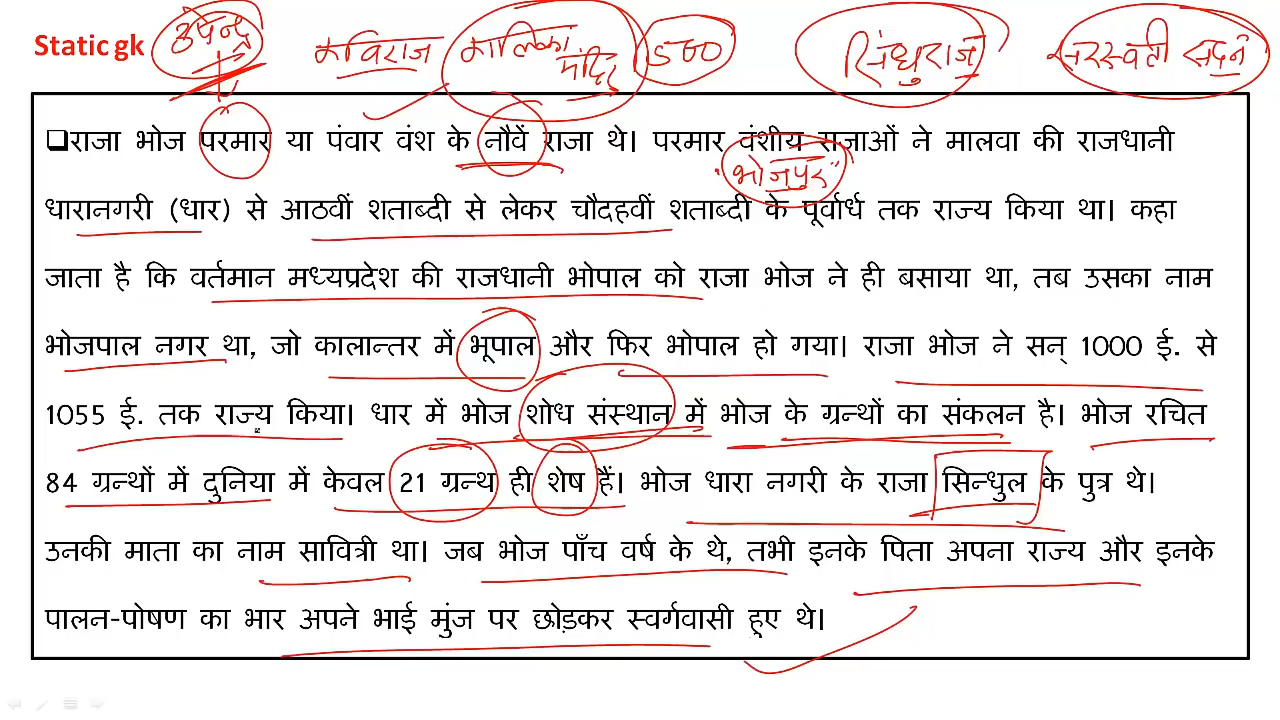 Static gk उपेन्द्र कविराज कालिका मंदिर 500 सिंधुराज सरस्वती सदन
❑राजा भोज परमार या पंवार वंश के नौवें राजा थे। परमार वंशीय राजाओं ने मालवा की राजधानी
"भोजपुर"
धारानगरी (धार) से आठवीं शताब्दी से लेकर चौदहवीं शताब्दी के पूर्वार्ध तक राज्य किया था। कहा
जाता है कि वर्तमान मध्यप्रदेश की राजधानी भोपाल को राजा भोज ने ही बसाया था, तब उसका नाम
भोजपाल नगर था, जो कालान्तर में भूपाल और फिर भोपाल हो गया। राजा भोज ने सन् 1000 ई. से
1055 ई. तक राज्य किया। धार में भोज शोध संस्थान में भोज के ग्रन्थों का संकलन है। भोज रचित
84 ग्रन्थों में दुनिया में केवल 21 ग्रन्थ ही शेष हैं। भोज धारा नगरी के राजा सिन्धुल के पुत्र थे।
उनकी माता का नाम सावित्री था। जब भोज पाँच वर्ष के थे, तभी इनके पिता अपना राज्य और इनके
पालन-पोषण का भार अपने भाई मुंज पर छोड़कर स्वर्गवासी हूए थे।